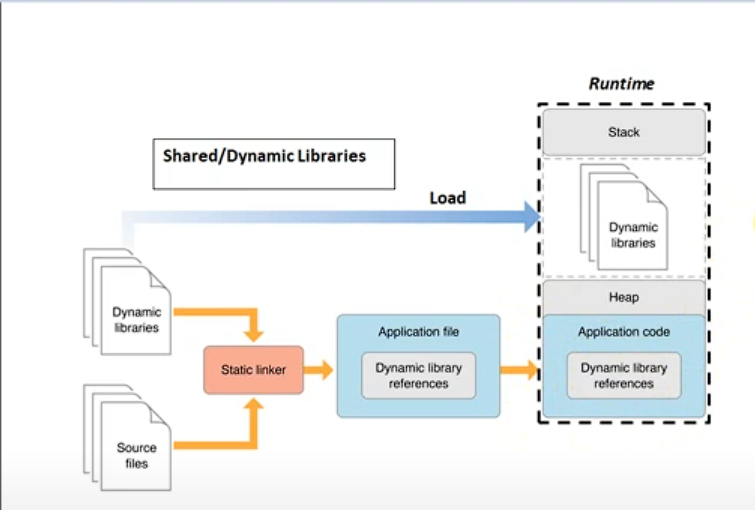 Runtime
Stack
Shared/Dynamic Libraries
Load
Dynamic
libraries
Dynamic
libraries
Heap
Application file
Application code
Static linker
Dynamic library
references
Dynamic library
references
Source
files